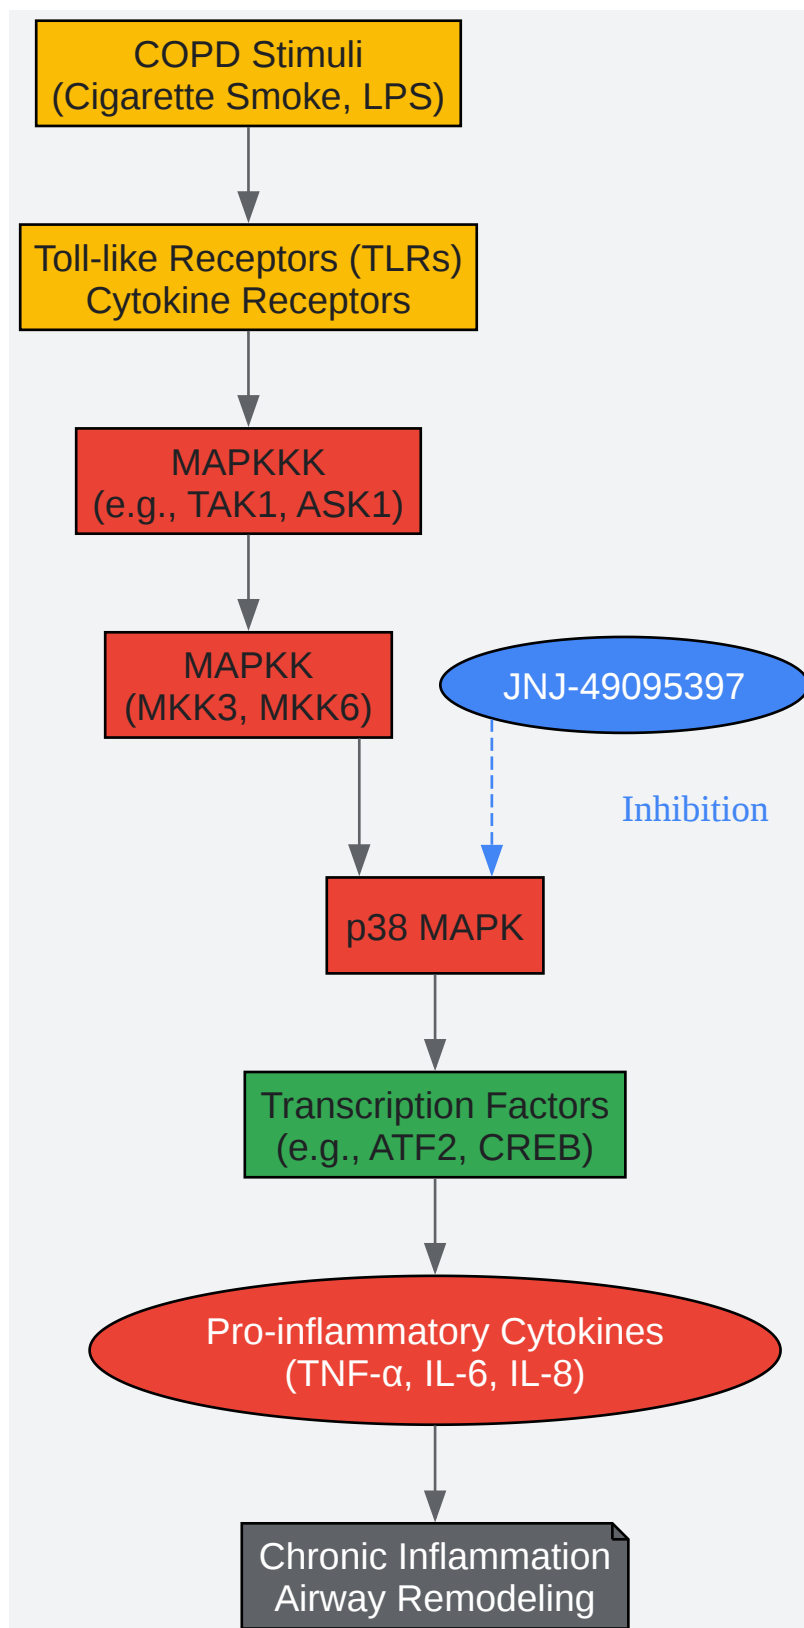 COPD Stimuli
(Cigarette Smoke, LPS)
Toll-like Receptors (TLRs)
Cytokine Receptors
MAPKKK
(e.g., TAK1, ASK1)
MAPKK
(MKK3, MKK6)
JNJ-49095397
Inhibition
p38 MAPK
Transcription Factors
(e.g., ATF2, CREB)
Pro-inflammatory Cytokines
(TNF-α, IL-6, IL-8)
Chronic Inflammation
Airway Remodeling